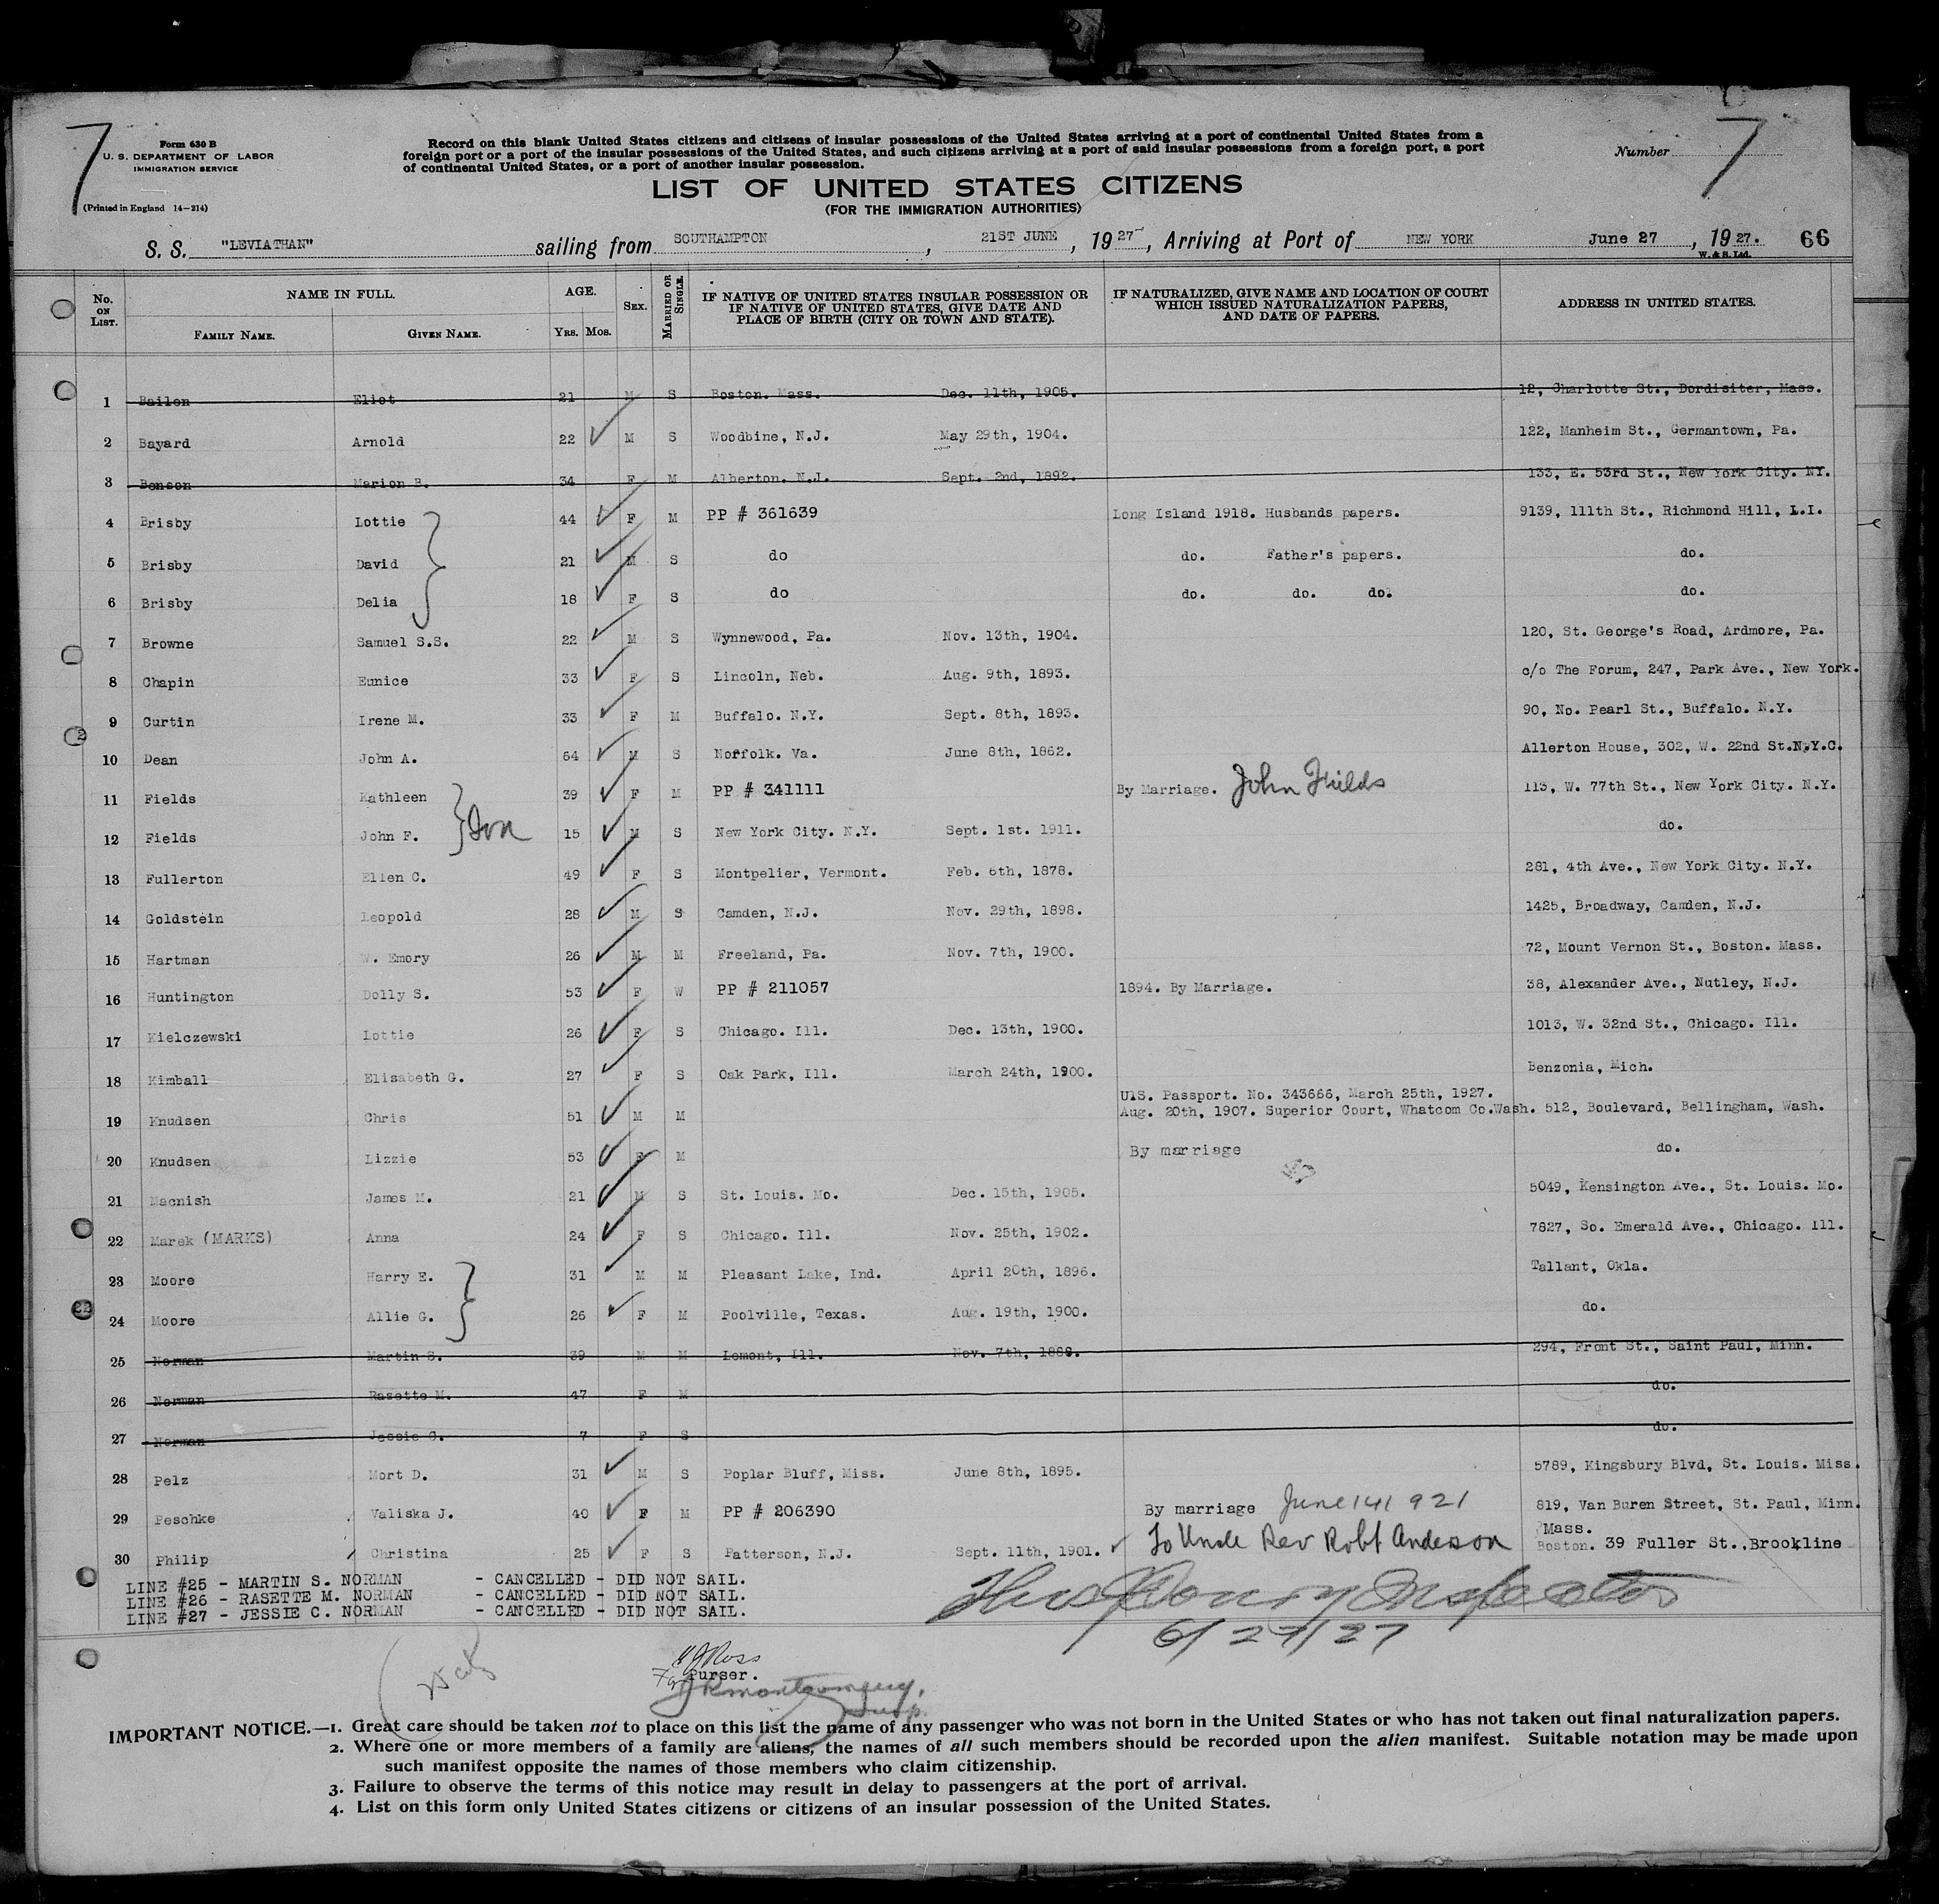 7
Form 630 B
U. S. DEPARTMENT OF LABOR
IMMIGRATION SERVICE
(Printed in England 14—214)
Record on this blank United States citizens and citizens of insular possessions of the United States arriving at a port of continental United States from a
foreign port or a port of the insular possessions of the United States, and such citizens arriving at a port of said insular possessions from a foreign port, a port
of continental United States, or a port of another insular possession.
Number 7
LIST OF UNITED STATES CITIZENS
(FOR THE IMMIGRATION AUTHORITIES)
S. S. "LEVIATHAN" sailing from SOUTHAMPTON, 21ST JUNE, 1927, Arriving at Port of NEW YORK June 27, 1927. 66
W. & S. Ltd.
No. ON LIST. NAME IN FULL. FAMILY NAME. GIVEN NAME. AGE. YRS. MOS. SEX. MARRIED OR SINGLE. IF NATIVE OF UNITED STATES INSULAR POSSESSION OR IF NATIVE OF UNITED STATES, GIVE DATE AND PLACE OF BIRTH (CITY OR TOWN AND STATE). IF NATURALIZED, GIVE NAME AND LOCATION OF COURT WHICH ISSUED NATURALIZATION PAPERS, AND DATE OF PAPERS. ADDRESS IN UNITED STATES.
1 Bailen Eliot 21 M S Boston. Mass. Dec. 11th, 1905. 12, Charlotte St., Dordisiter, Mass.
2 Bayard Arnold 22 M S Woodbine, N.J. May 29th, 1904. 122, Manheim St., Germantown, Pa.
3 Benson Marion B. 34 F M Alberton. N.J. Sept. 2nd, 1892. 133, E. 53rd St., New York City. NY.
4 Brisby Lottie 44 F M PP # 361639 Long Island 1918. Husbands papers. 9139, 111th St., Richmond Hill, L.I.
5 Brisby David 21 M S do do. Father's papers. do.
6 Brisby Delia 18 F S do do. do. do. do.
7 Browne Samuel S.S. 22 M S Wynnewood, Pa. Nov. 13th, 1904. 120, St. George's Road, Ardmore, Pa.
8 Chapin Eunice 33 F S Lincoln, Neb. Aug. 9th, 1893. c/o The Forum, 247, Park Ave., New York.
9 Curtin Irene M. 33 F M Buffalo. N.Y. Sept. 8th, 1893. 90, No. Pearl St., Buffalo. N.Y.
10 Dean John A. 64 M S Norfolk. Va. June 8th, 1862. Allerton House, 302, W. 22nd St.N.Y.C.
11 Fields Kathleen 39 F M PP # 341111 By Marriage. John Fields 113, W. 77th St., New York City. N.Y.
12 Fields John F. Son 15 M S New York City. N.Y. Sept. 1st. 1911. do.
13 Fullerton Ellen C. 49 F S Montpelier, Vermont. Feb. 6th, 1878. 281, 4th Ave., New York City. N.Y.
14 Goldstein Leopold 28 M S Camden, N.J. Nov. 29th, 1898. 1425, Broadway, Camden, N.J.
15 Hartman W. Emory 26 M M Freeland, Pa. Nov. 7th, 1900. 72, Mount Vernon St., Boston. Mass.
16 Huntington Dolly S. 53 F W PP # 211057 1894. By Marriage. 38, Alexander Ave., Nutley, N.J.
17 Kielczewski Lottie 26 F S Chicago. Ill. Dec. 13th, 1900. 1013, W. 32nd St., Chicago. Ill.
18 Kimball Elisabeth G. 27 F S Oak Park, Ill. March 24th, 1900. Benzonia, Mich.
U1S. Passport. No. 343666, March 25th, 1927.
19 Knudsen Chris 51 M M Aug. 20th, 1907. Superior Court, Whatcom Co.Wash. 512, Boulevard, Bellingham, Wash.
20 Knudsen Lizzie 53 F M By marriage do.
21 Macnish James M. 21 M S St. Louis. Mo. Dec. 15th, 1905. 5049, Kensington Ave., St. Louis. Mo.
22 Marek (MARKS) Anna 24 F S Chicago. Ill. Nov. 25th, 1902. 7827, So. Emerald Ave., Chicago. Ill.
23 Moore Harry E. 31 M M Pleasant Lake, Ind. April 20th, 1896. Tallant, Okla.
24 Moore Allie G. 26 F M Poolville, Texas. Aug. 19th, 1900. do.
25 Norman Martin S. 39 M M Lemont, Ill. Nov. 7th, 1888. 294, Front St., Saint Paul, Minn.
26 Norman Rasette M. 47 F M do.
27 Norman Jessie C. 7 F S do.
28 Pelz Mort D. 31 M S Poplar Bluff, Miss. June 8th, 1895. 5789, Kingsbury Blvd, St. Louis. Miss.
29 Peschke Valiska J. 40 F M PP # 206390 By marriage June 14 1921 819, Van Buren Street, St. Paul, Minn.
Mass.
30 Philip Christina 25 F S Patterson, N.J. Sept. 11th, 1901. To Uncle Rev Robt Anderson Boston. 39 Fuller St.,Brookline
LINE #25 - MARTIN S. NORMAN - CANCELLED - DID NOT SAIL.
LINE #26 - RASETTE M. NORMAN - CANCELLED - DID NOT SAIL.
LINE #27 - JESSIE C. NORMAN - CANCELLED - DID NOT SAIL.
Inspector
6/27/27
Ross
Purser.
Montgomery,
Insp.
IMPORTANT NOTICE.—1. Great care should be taken not to place on this list the name of any passenger who was not born in the United States or who has not taken out final naturalization papers.
2. Where one or more members of a family are aliens, the names of all such members should be recorded upon the alien manifest. Suitable notation may be made upon
such manifest opposite the names of those members who claim citizenship.
3. Failure to observe the terms of this notice may result in delay to passengers at the port of arrival.
4. List on this form only United States citizens or citizens of an insular possession of the United States.